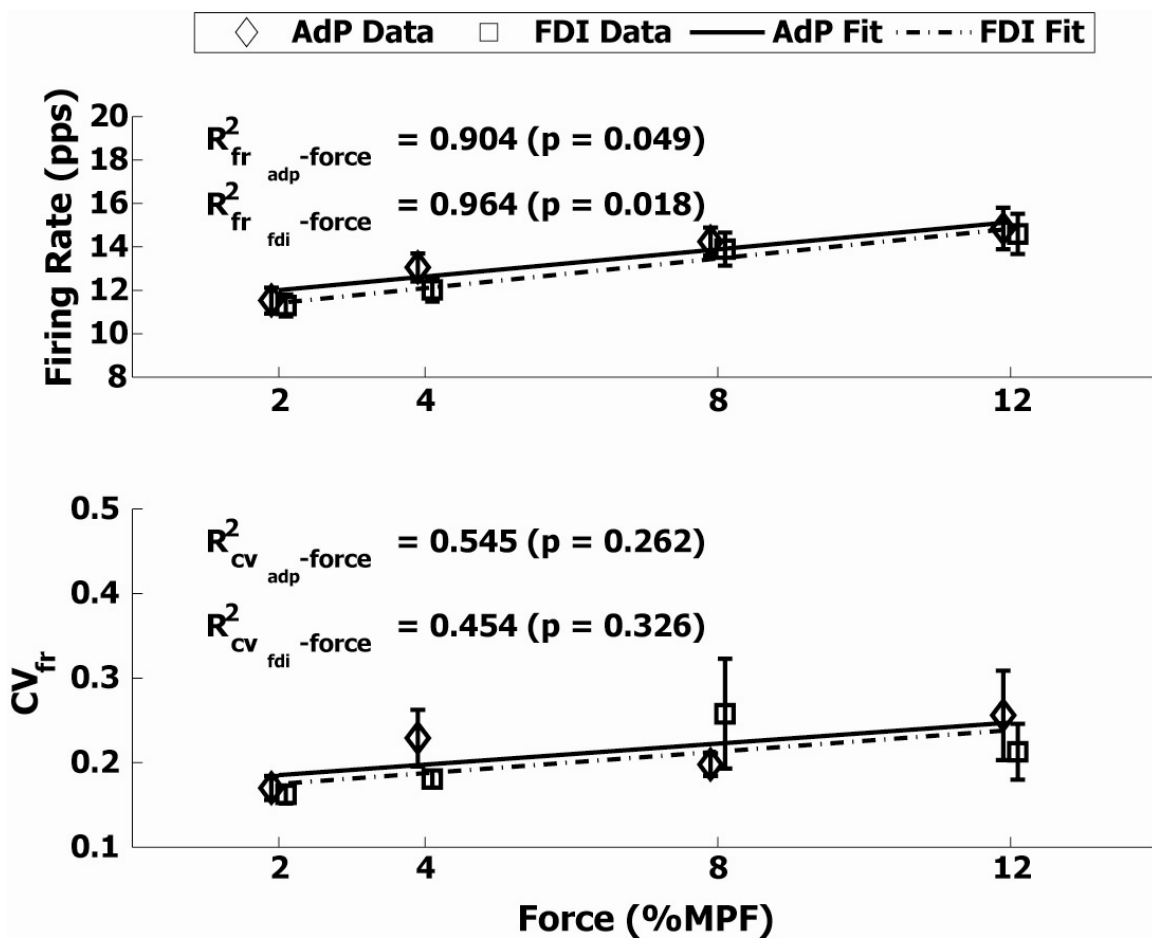 AdP Data FDI Data AdP Fit FDI Fit
Firing Rate (pps)
20
18
16
14
12
10
8
R²fr adp-force = 0.904 (p = 0.049)
R²fr fdi-force = 0.964 (p = 0.018)
2 4 8 12
CVfr
0.5
0.4
0.3
0.2
0.1
R²cv adp-force = 0.545 (p = 0.262)
R²cv fdi-force = 0.454 (p = 0.326)
2 4 8 12
Force (%MPF)